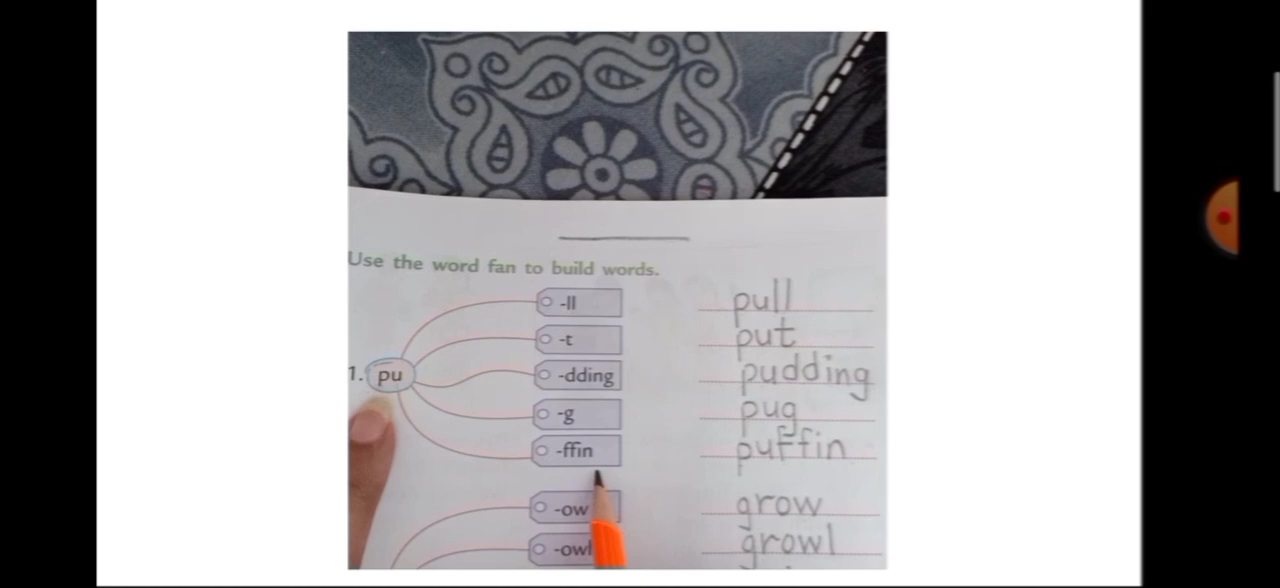 Use the word fan to build words.
-ll pull
-t put
1. pu -dding pudding
-g pug
-ffin puffin
-ow grow
-owl growl